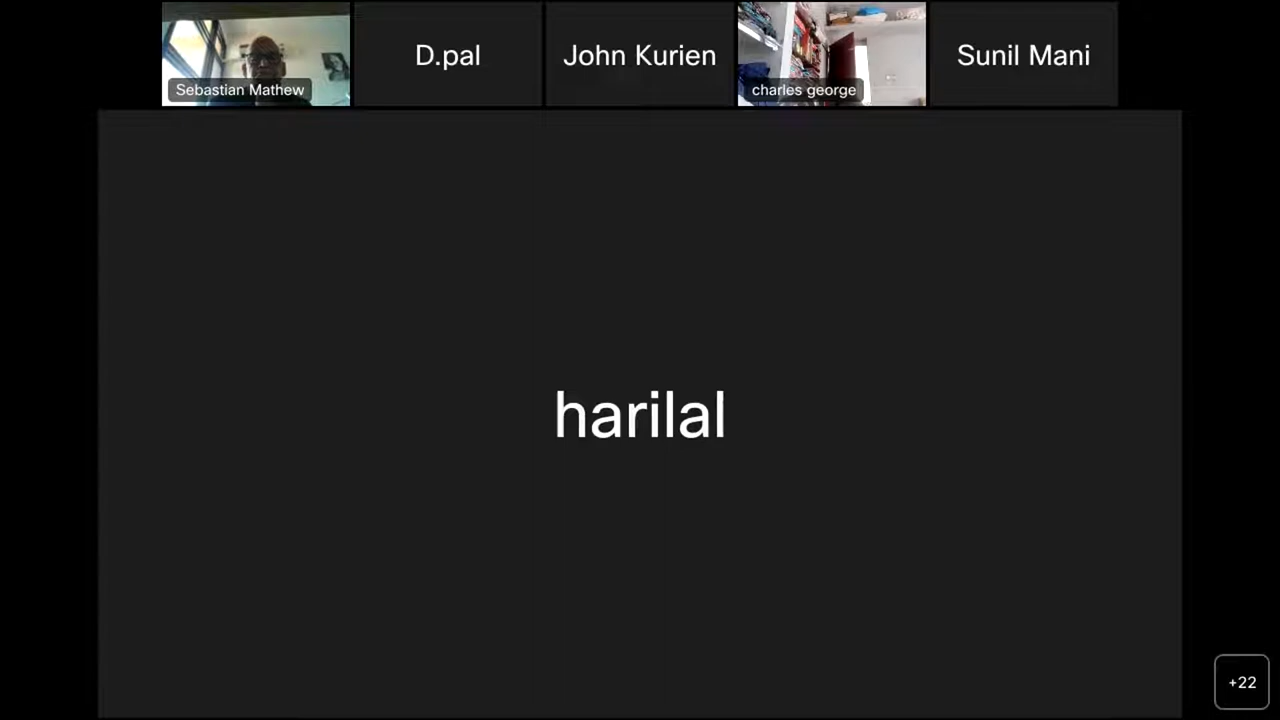 Sebastian Mathew
D.pal
John Kurien
charles george
Sunil Mani
harilal
+22